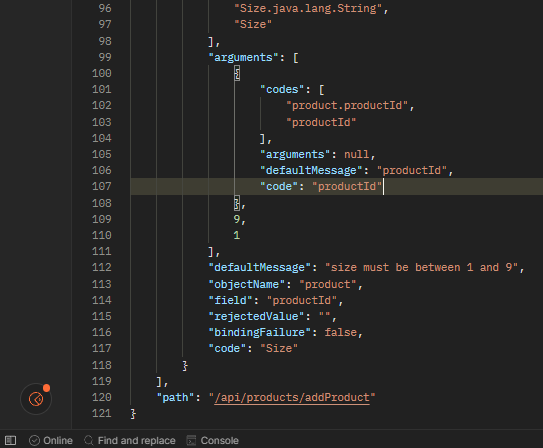 96 "Size.java.lang.String",
97 "Size"
98 ],
99 "arguments": [
100 {
101 "codes": [
102 "product.productId",
103 "productId"
104 ],
105 "arguments": null,
106 "defaultMessage": "productId",
107 "code": "productId"
108 },
109 9,
110 1
111 ],
112 "defaultMessage": "size must be between 1 and 9",
113 "objectName": "product",
114 "field": "productId",
115 "rejectedValue": "",
116 "bindingFailure": false,
117 "code": "Size"
118 }
119 ],
120 "path": "/api/products/addProduct"
121 }
Online Find and replace Console